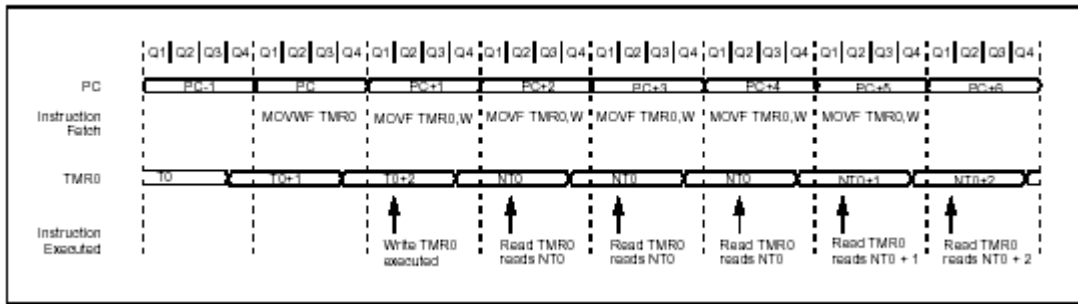 Q1 Q2 Q3 Q4 Q1 Q2 Q3 Q4 Q1 Q2 Q3 Q4 Q1 Q2 Q3 Q4 Q1 Q2 Q3 Q4 Q1 Q2 Q3 Q4 Q1 Q2 Q3 Q4 Q1 Q2 Q3 Q4
PC PC-1 PC PC+1 PC+2 PC+3 PC+4 PC+5 PC+6
Instruction
Fetch
MOVWF TMR0 MOVF TMR0,W MOVF TMR0,W MOVF TMR0,W MOVF TMR0,W MOVF TMR0,W
TMR0 T0 T0+1 T0+2 NT0 NT0 NT0 NT0+1 NT0+2
Instruction
Executed
Write TMR0
executed
Read TMR0
reads NT0
Read TMR0
reads NT0
Read TMR0
reads NT0
Read TMR0
reads NT0 + 1
Read TMR0
reads NT0 + 2